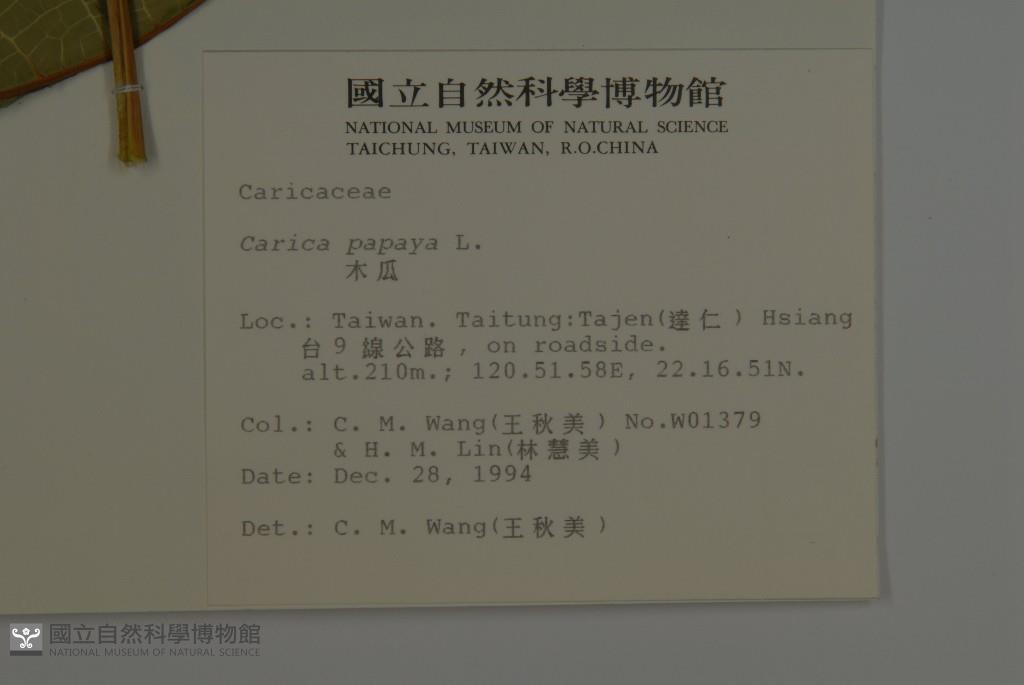 國立自然科學博物館
NATIONAL MUSEUM OF NATURAL SCIENCE
TAICHUNG, TAIWAN, R.O.CHINA
Caricaceae
Carica papaya L.
木瓜
Loc.: Taiwan. Taitung:Tajen(達仁) Hsiang
台9線公路, on roadside.
alt.210m.; 120.51.58E, 22.16.51N.
Col.: C. M. Wang(王秋美) No.W01379
& H. M. Lin(林慧美)
Date: Dec. 28, 1994
Det.: C. M. Wang(王秋美)
國立自然科學博物館
NATIONAL MUSEUM OF NATURAL SCIENCE